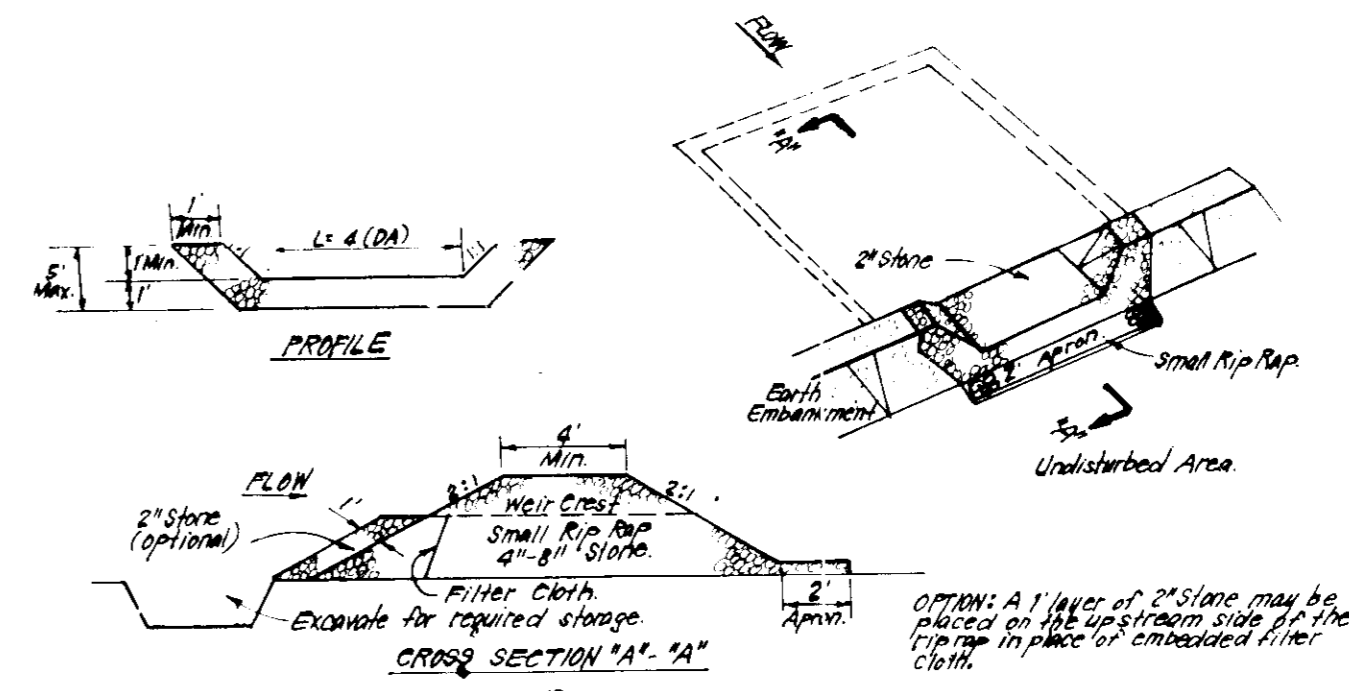 FLOW
"A"
1'
Min.
L= 4 (DA)
1:1
1:1
1' Min.
5'
Max.
1'
PROFILE
2" Stone
2' Apron.
Small Rip Rap.
Earth
Embankment
"A"
Undisturbed Area.
4'
Min.
FLOW
1'
2:1
2:1
2" Stone
(optional)
Weir Crest
Small Rip Rap
4"-8" Stone.
Filter Cloth.
Excavate for required storage.
2'
Apron.
CROSS SECTION "A"- "A"
OPTION: A 1' layer of 2" Stone may be
placed on the upstream side of the
rip rap in place of embedded filter
cloth.